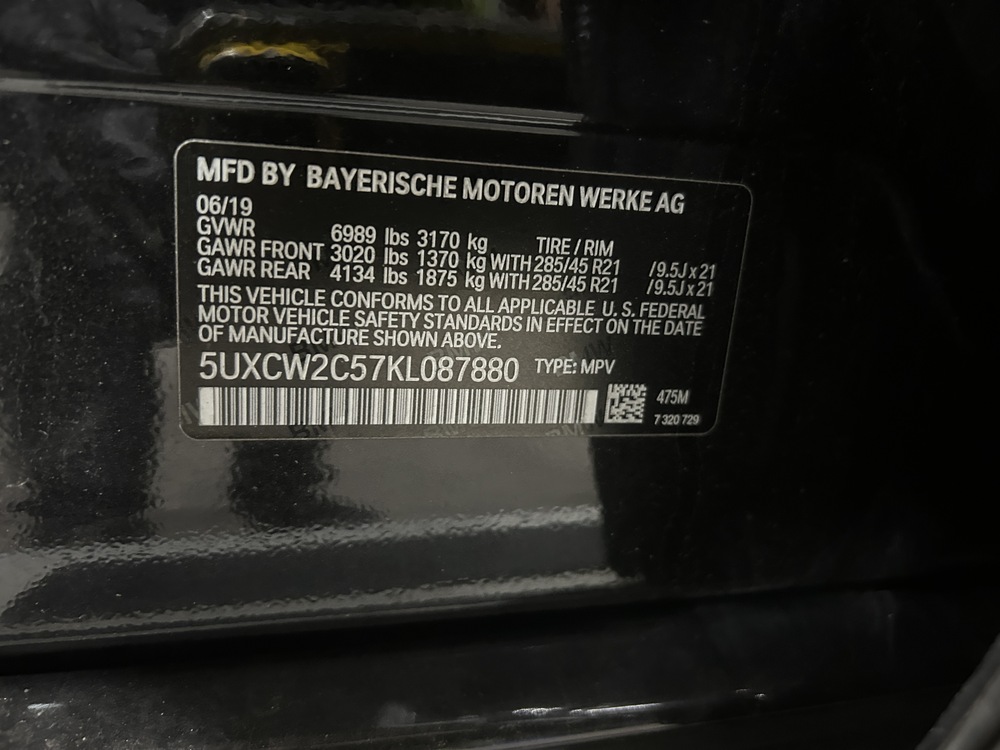 MFD BY BAYERISCHE MOTOREN WERKE AG
06/19
GVWR 6989 lbs 3170 kg TIRE / RIM
GAWR FRONT 3020 lbs 1370 kg WITH 285/45 R21 /9.5J x 21
GAWR REAR 4134 lbs 1875 kg WITH 285/45 R21 /9.5J x 21
THIS VEHICLE CONFORMS TO ALL APPLICABLE U. S. FEDERAL
MOTOR VEHICLE SAFETY STANDARDS IN EFFECT ON THE DATE
OF MANUFACTURE SHOWN ABOVE.
5UXCW2C57KL087880 TYPE: MPV
475M
7 320 729